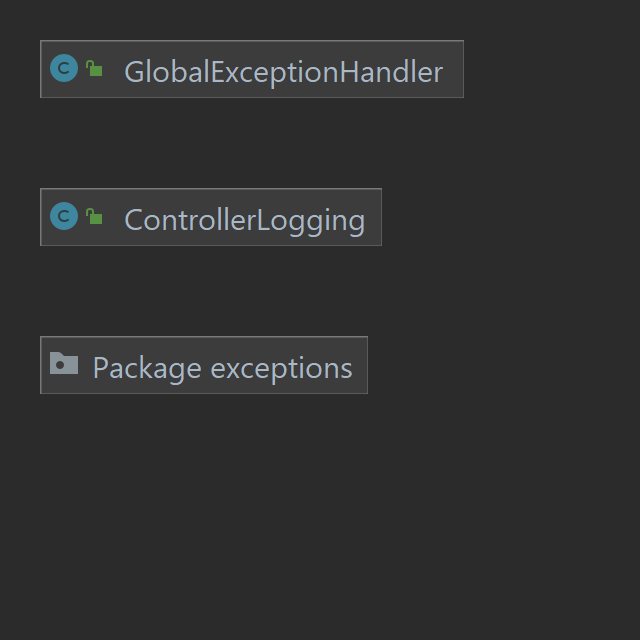 GlobalExceptionHandler
ControllerLogging
Package exceptions